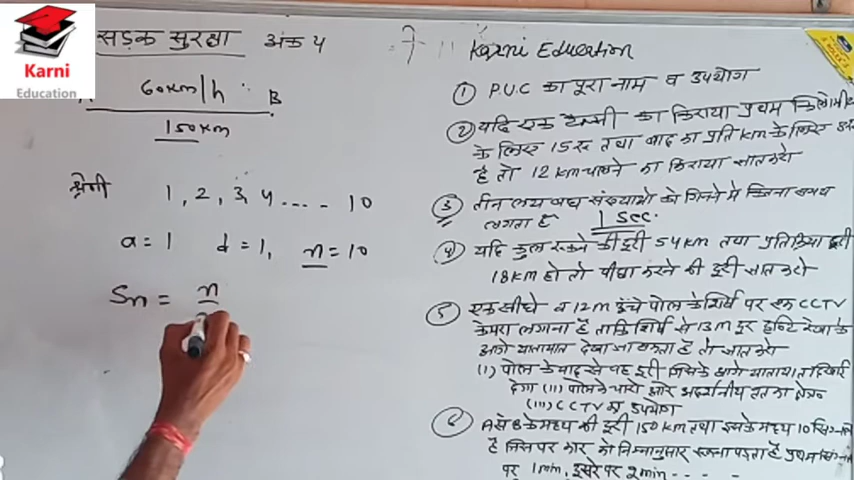 Karni
Education
सड़क सुरक्षा अंक 4
60km/h B
150km
श्रेणी 1, 2, 3, 4 .... - 10
a = 1 d = 1, n = 10
Sn = n
Karni Education
① P.U.C का पूरा नाम व उपयोग
② यदि एक टैक्सी का किराया प्रथम किलोमीटर
के लिए 15 रु तथा बाद का प्रति km के लिए
है तो 12 km चलने का किराया ज्ञात करो
③ तीन लयबद्ध संख्याओ को गिनने मे कितना समय
लगता है 1 Sec.
④ यदि कुल रुकने की दूरी 54 km तथा प्रतिक्रिया दूरी
18 km हो तो पीछा करने की दूरी ज्ञात करो
⑤ एक सीधे व 12 m ऊंचे पोल के शीर्ष पर एक CCTV
केमरा लगाना है ताकि शीर्ष से 13 m दूर दृष्टि रेखा के
आगे यातायात देखा जा सकता है तो ज्ञात करो
(i) पोल के पाद से वह दूरी जिसके आगे यातायात दिखाई
देगा (ii) पोल के चारो ओर अदर्शनीय तल का क्षेत्रफल
(iii) CCTV का उपयोग
⑥ A से B के मध्य की दूरी 150 km तथा इसके मध्य 10
है जिस पर कार को निम्नानुसार रुकना पड़ता है प्रथम
पर 1 min, दूसरे पर 2 min - - - -